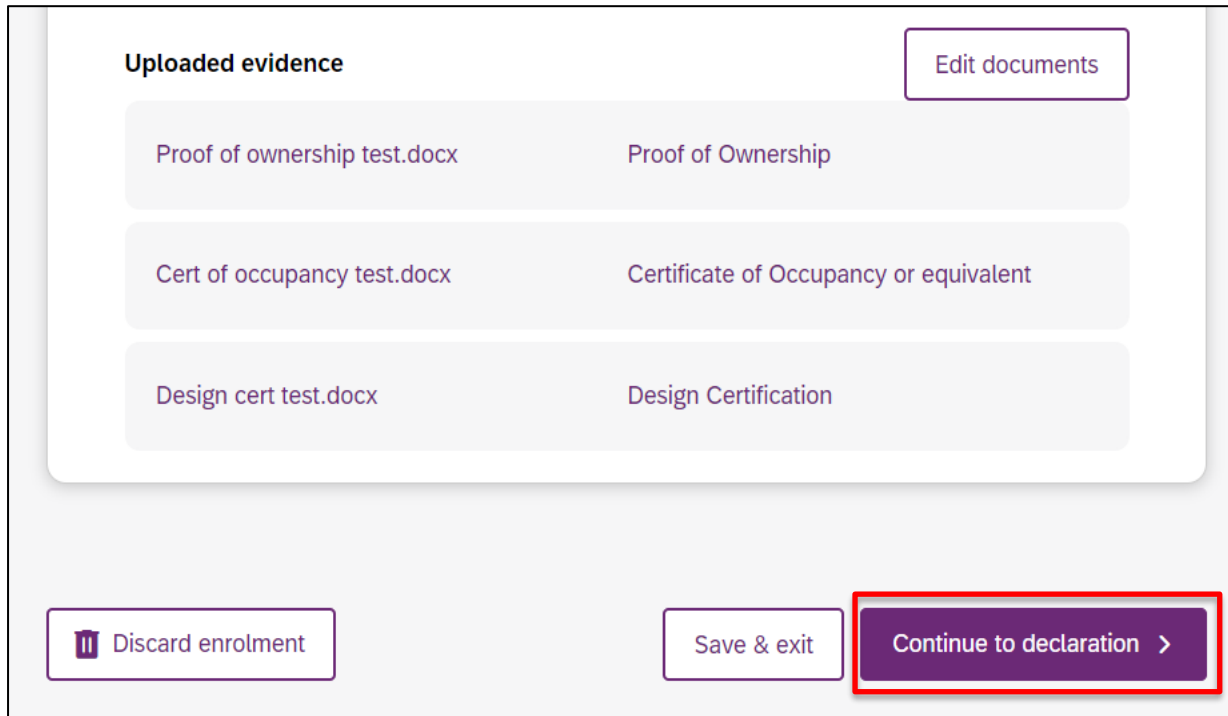 Uploaded evidence
Edit documents
Proof of ownership test.docx
Proof of Ownership
Cert of occupancy test.docx
Certificate of Occupancy or equivalent
Design cert test.docx
Design Certification
Discard enrolment
Save & exit
Continue to declaration